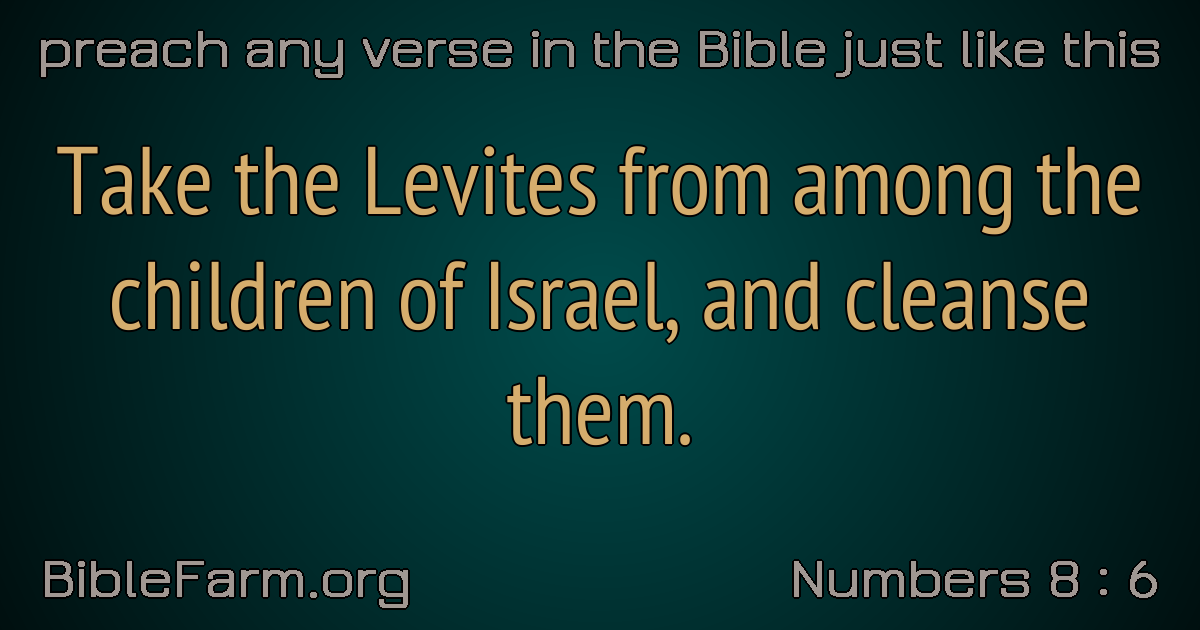 preach any verse in the Bible just like this
Take the Levites from among the
children of Israel, and cleanse
them.
BibleFarm.org
Numbers 8 : 6